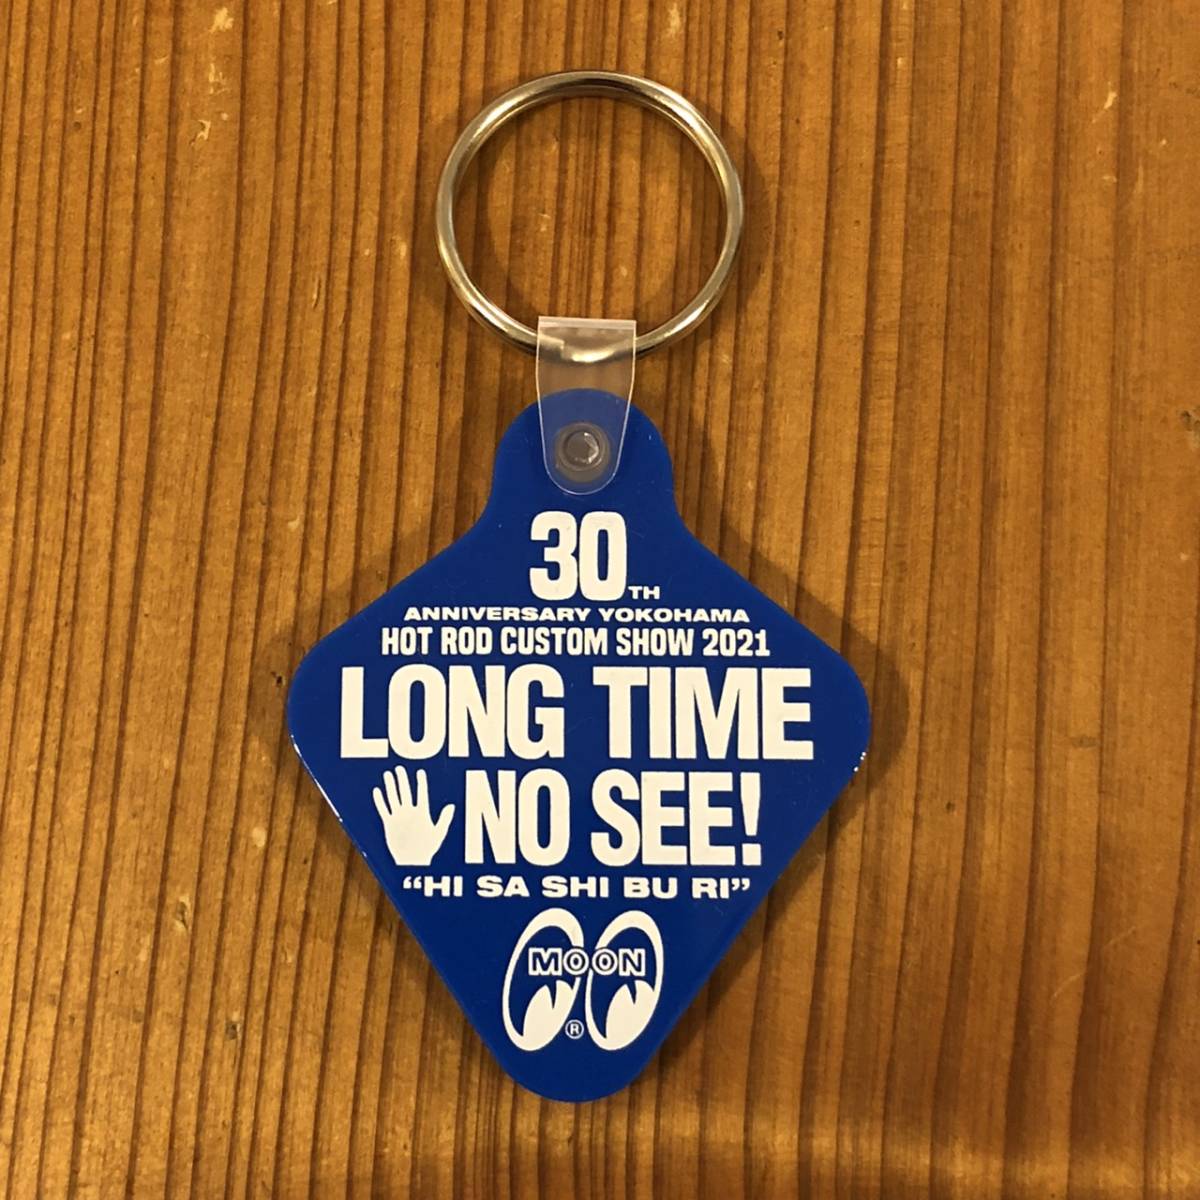 30TH
ANNIVERSARY YOKOHAMA
HOT ROD CUSTOM SHOW 2021
LONG TIME
NO SEE!
“HI SA SHI BU RI”
MOON
®